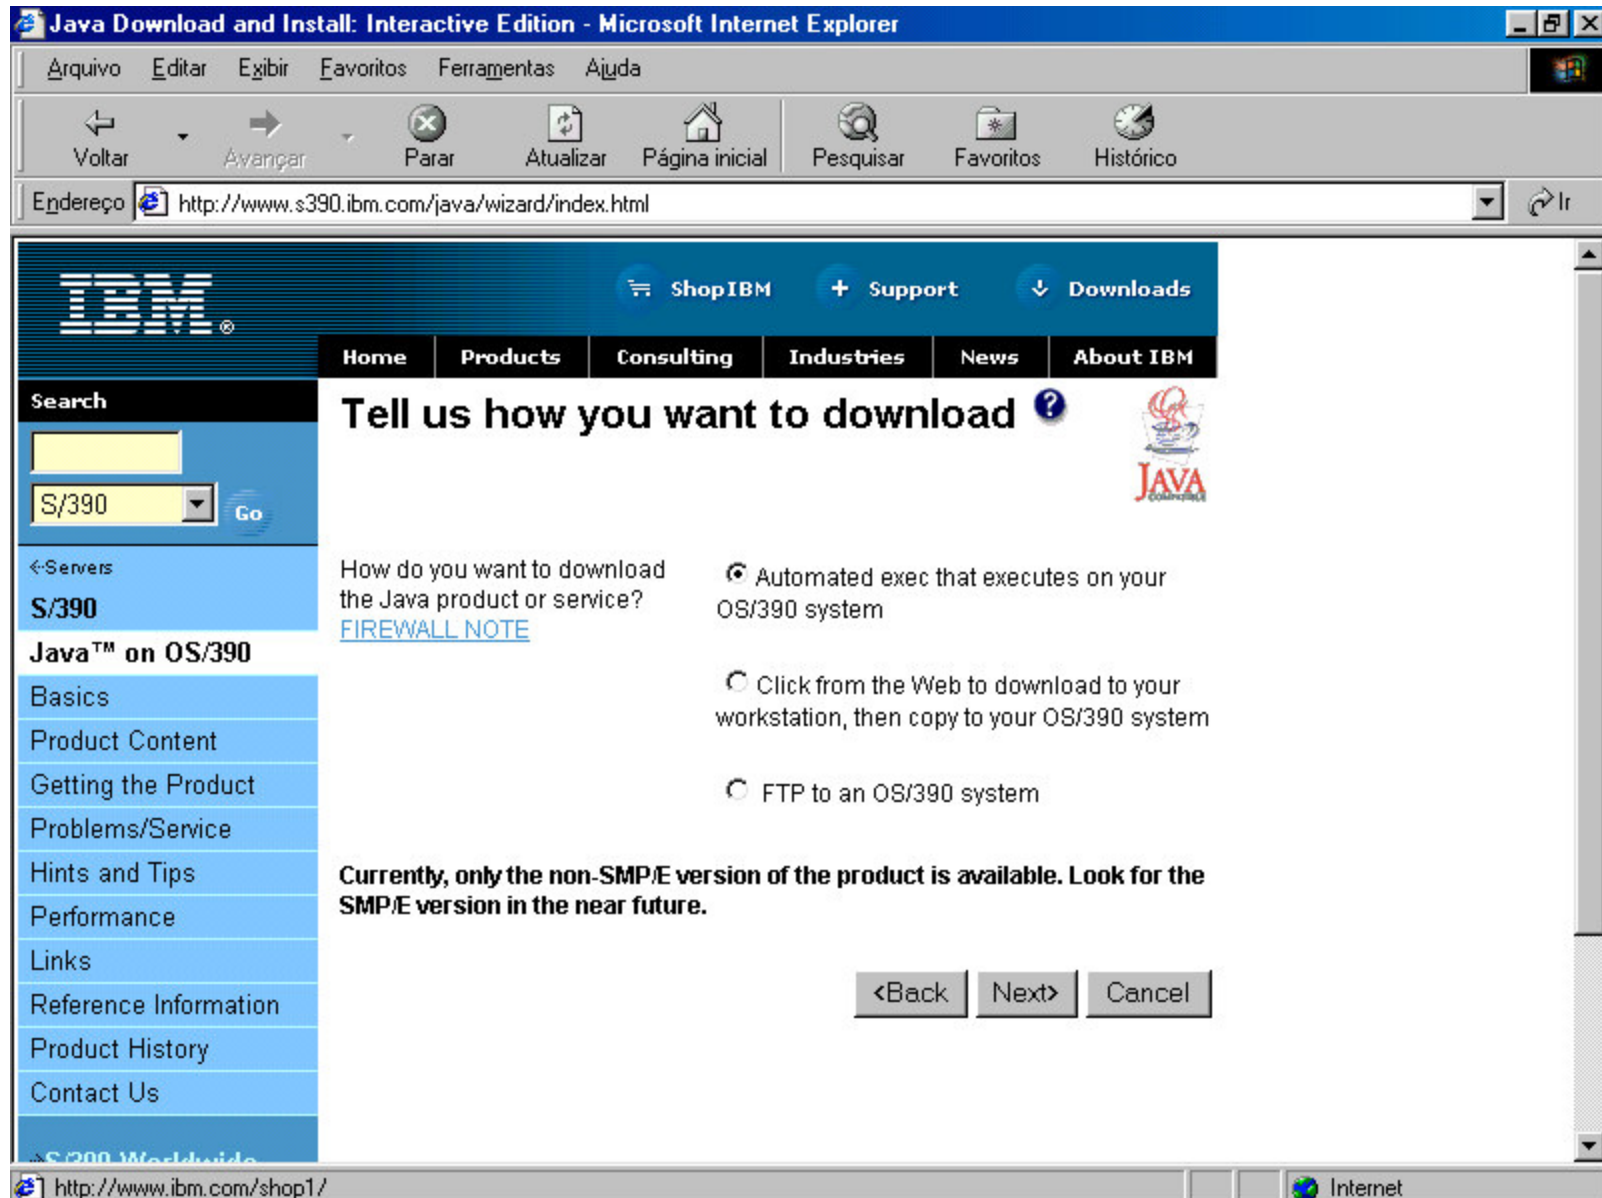 Java Download and Install: Interactive Edition - Microsoft Internet Explorer
Arquivo Editar Exibir Favoritos Ferramentas Ajuda
Voltar Avançar Parar Atualizar Página inicial Pesquisar Favoritos Histórico
Endereço http://www.s390.ibm.com/java/wizard/index.html Ir
IBM®
ShopIBM + Support Downloads
Home Products Consulting Industries News About IBM
Search
S/390 Go
Servers
S/390
Java™ on OS/390
Basics
Product Content
Getting the Product
Problems/Service
Hints and Tips
Performance
Links
Reference Information
Product History
Contact Us
S/390 Worldwide
Tell us how you want to download ?
JAVA
COMPATIBLE
How do you want to download
the Java product or service?
FIREWALL NOTE
Automated exec that executes on your
OS/390 system
Click from the Web to download to your
workstation, then copy to your OS/390 system
FTP to an OS/390 system
Currently, only the non-SMP/E version of the product is available. Look for the
SMP/E version in the near future.
<Back Next> Cancel
http://www.ibm.com/shop1/ Internet